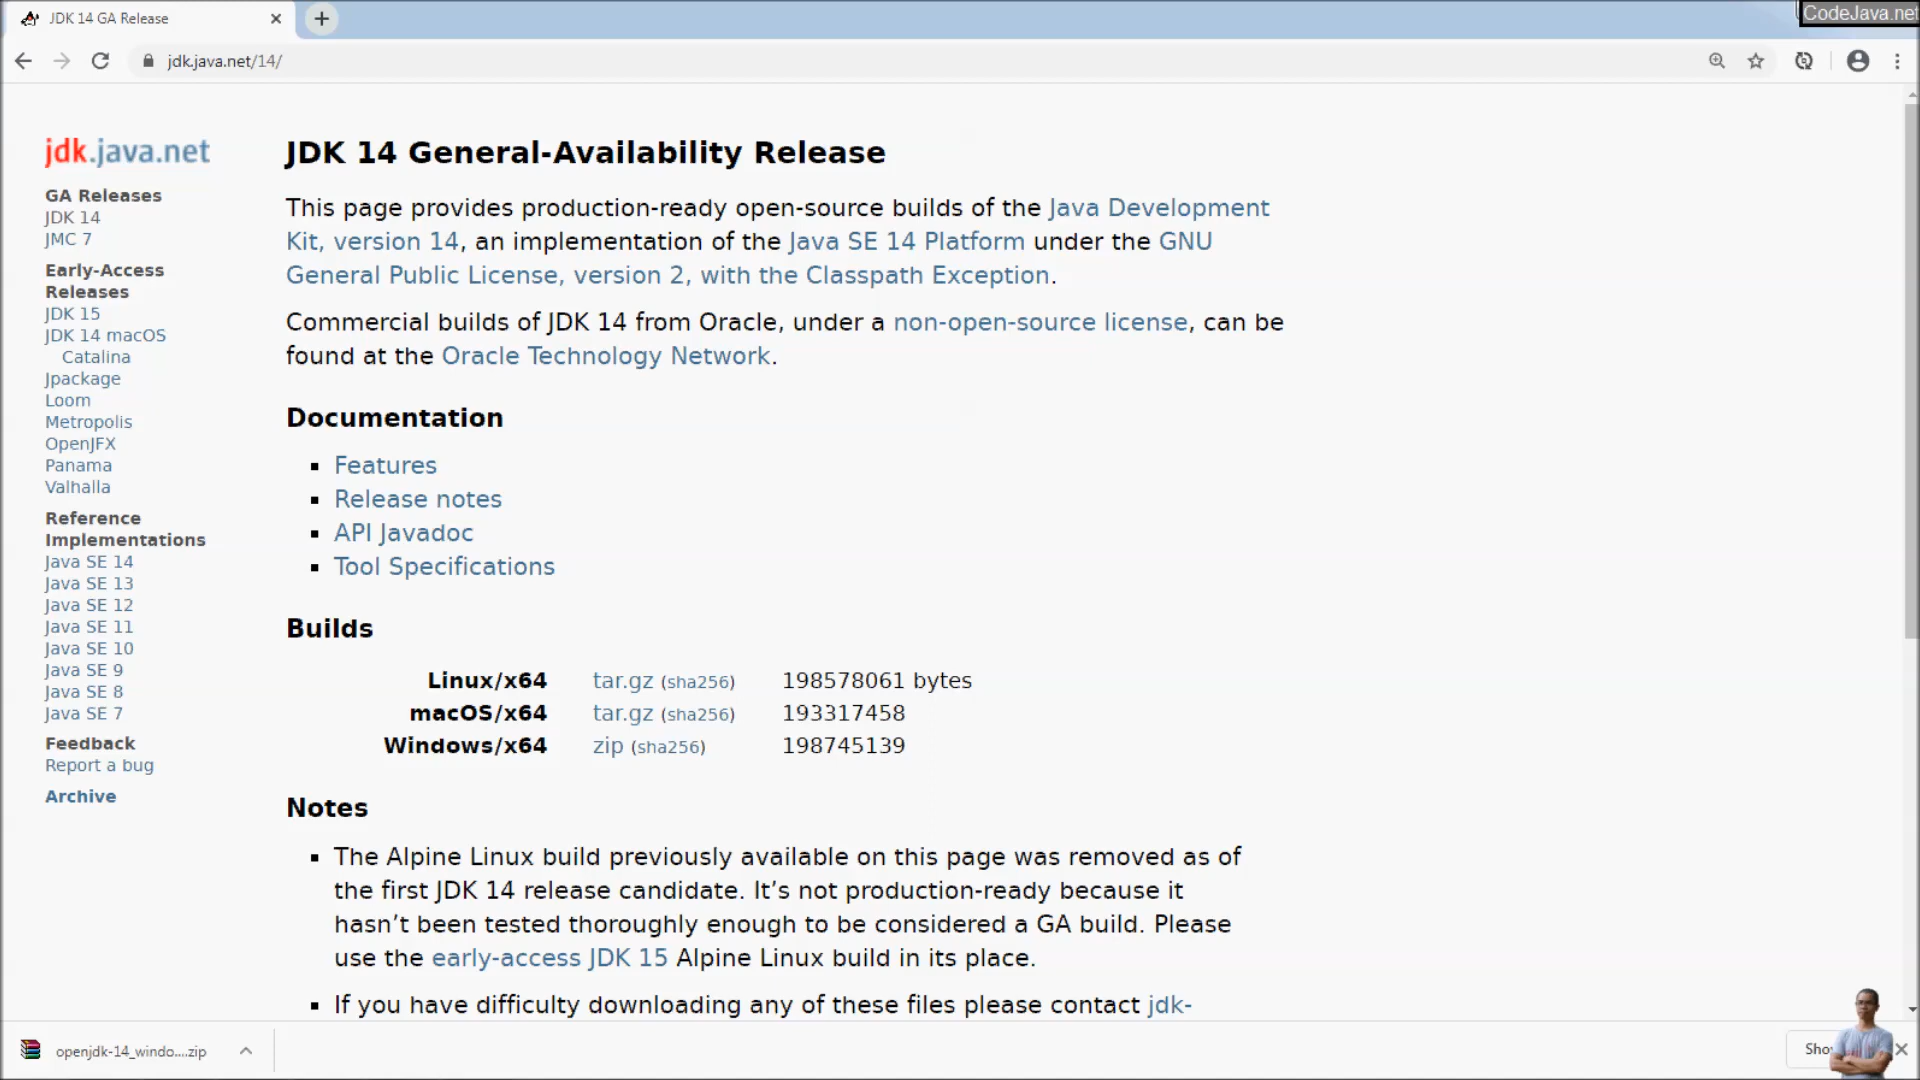 JDK 14 GA Release
CodeJava.net
jdk.java.net/14/
jdk.java.net
GA Releases
JDK 14
JMC 7
Early-Access
Releases
JDK 15
JDK 14 macOS
Catalina
Jpackage
Loom
Metropolis
OpenJFX
Panama
Valhalla
Reference
Implementations
Java SE 14
Java SE 13
Java SE 12
Java SE 11
Java SE 10
Java SE 9
Java SE 8
Java SE 7
Feedback
Report a bug
Archive
JDK 14 General-Availability Release
This page provides production-ready open-source builds of the Java Development
Kit, version 14, an implementation of the Java SE 14 Platform under the GNU
General Public License, version 2, with the Classpath Exception.
Commercial builds of JDK 14 from Oracle, under a non-open-source license, can be
found at the Oracle Technology Network.
Documentation
▪ Features
▪ Release notes
▪ API Javadoc
▪ Tool Specifications
Builds
Linux/x64 tar.gz (sha256) 198578061 bytes
macOS/x64 tar.gz (sha256) 193317458
Windows/x64 zip (sha256) 198745139
Notes
▪ The Alpine Linux build previously available on this page was removed as of
the first JDK 14 release candidate. It’s not production-ready because it
hasn’t been tested thoroughly enough to be considered a GA build. Please
use the early-access JDK 15 Alpine Linux build in its place.
▪ If you have difficulty downloading any of these files please contact jdk-
openjdk-14_windo....zip